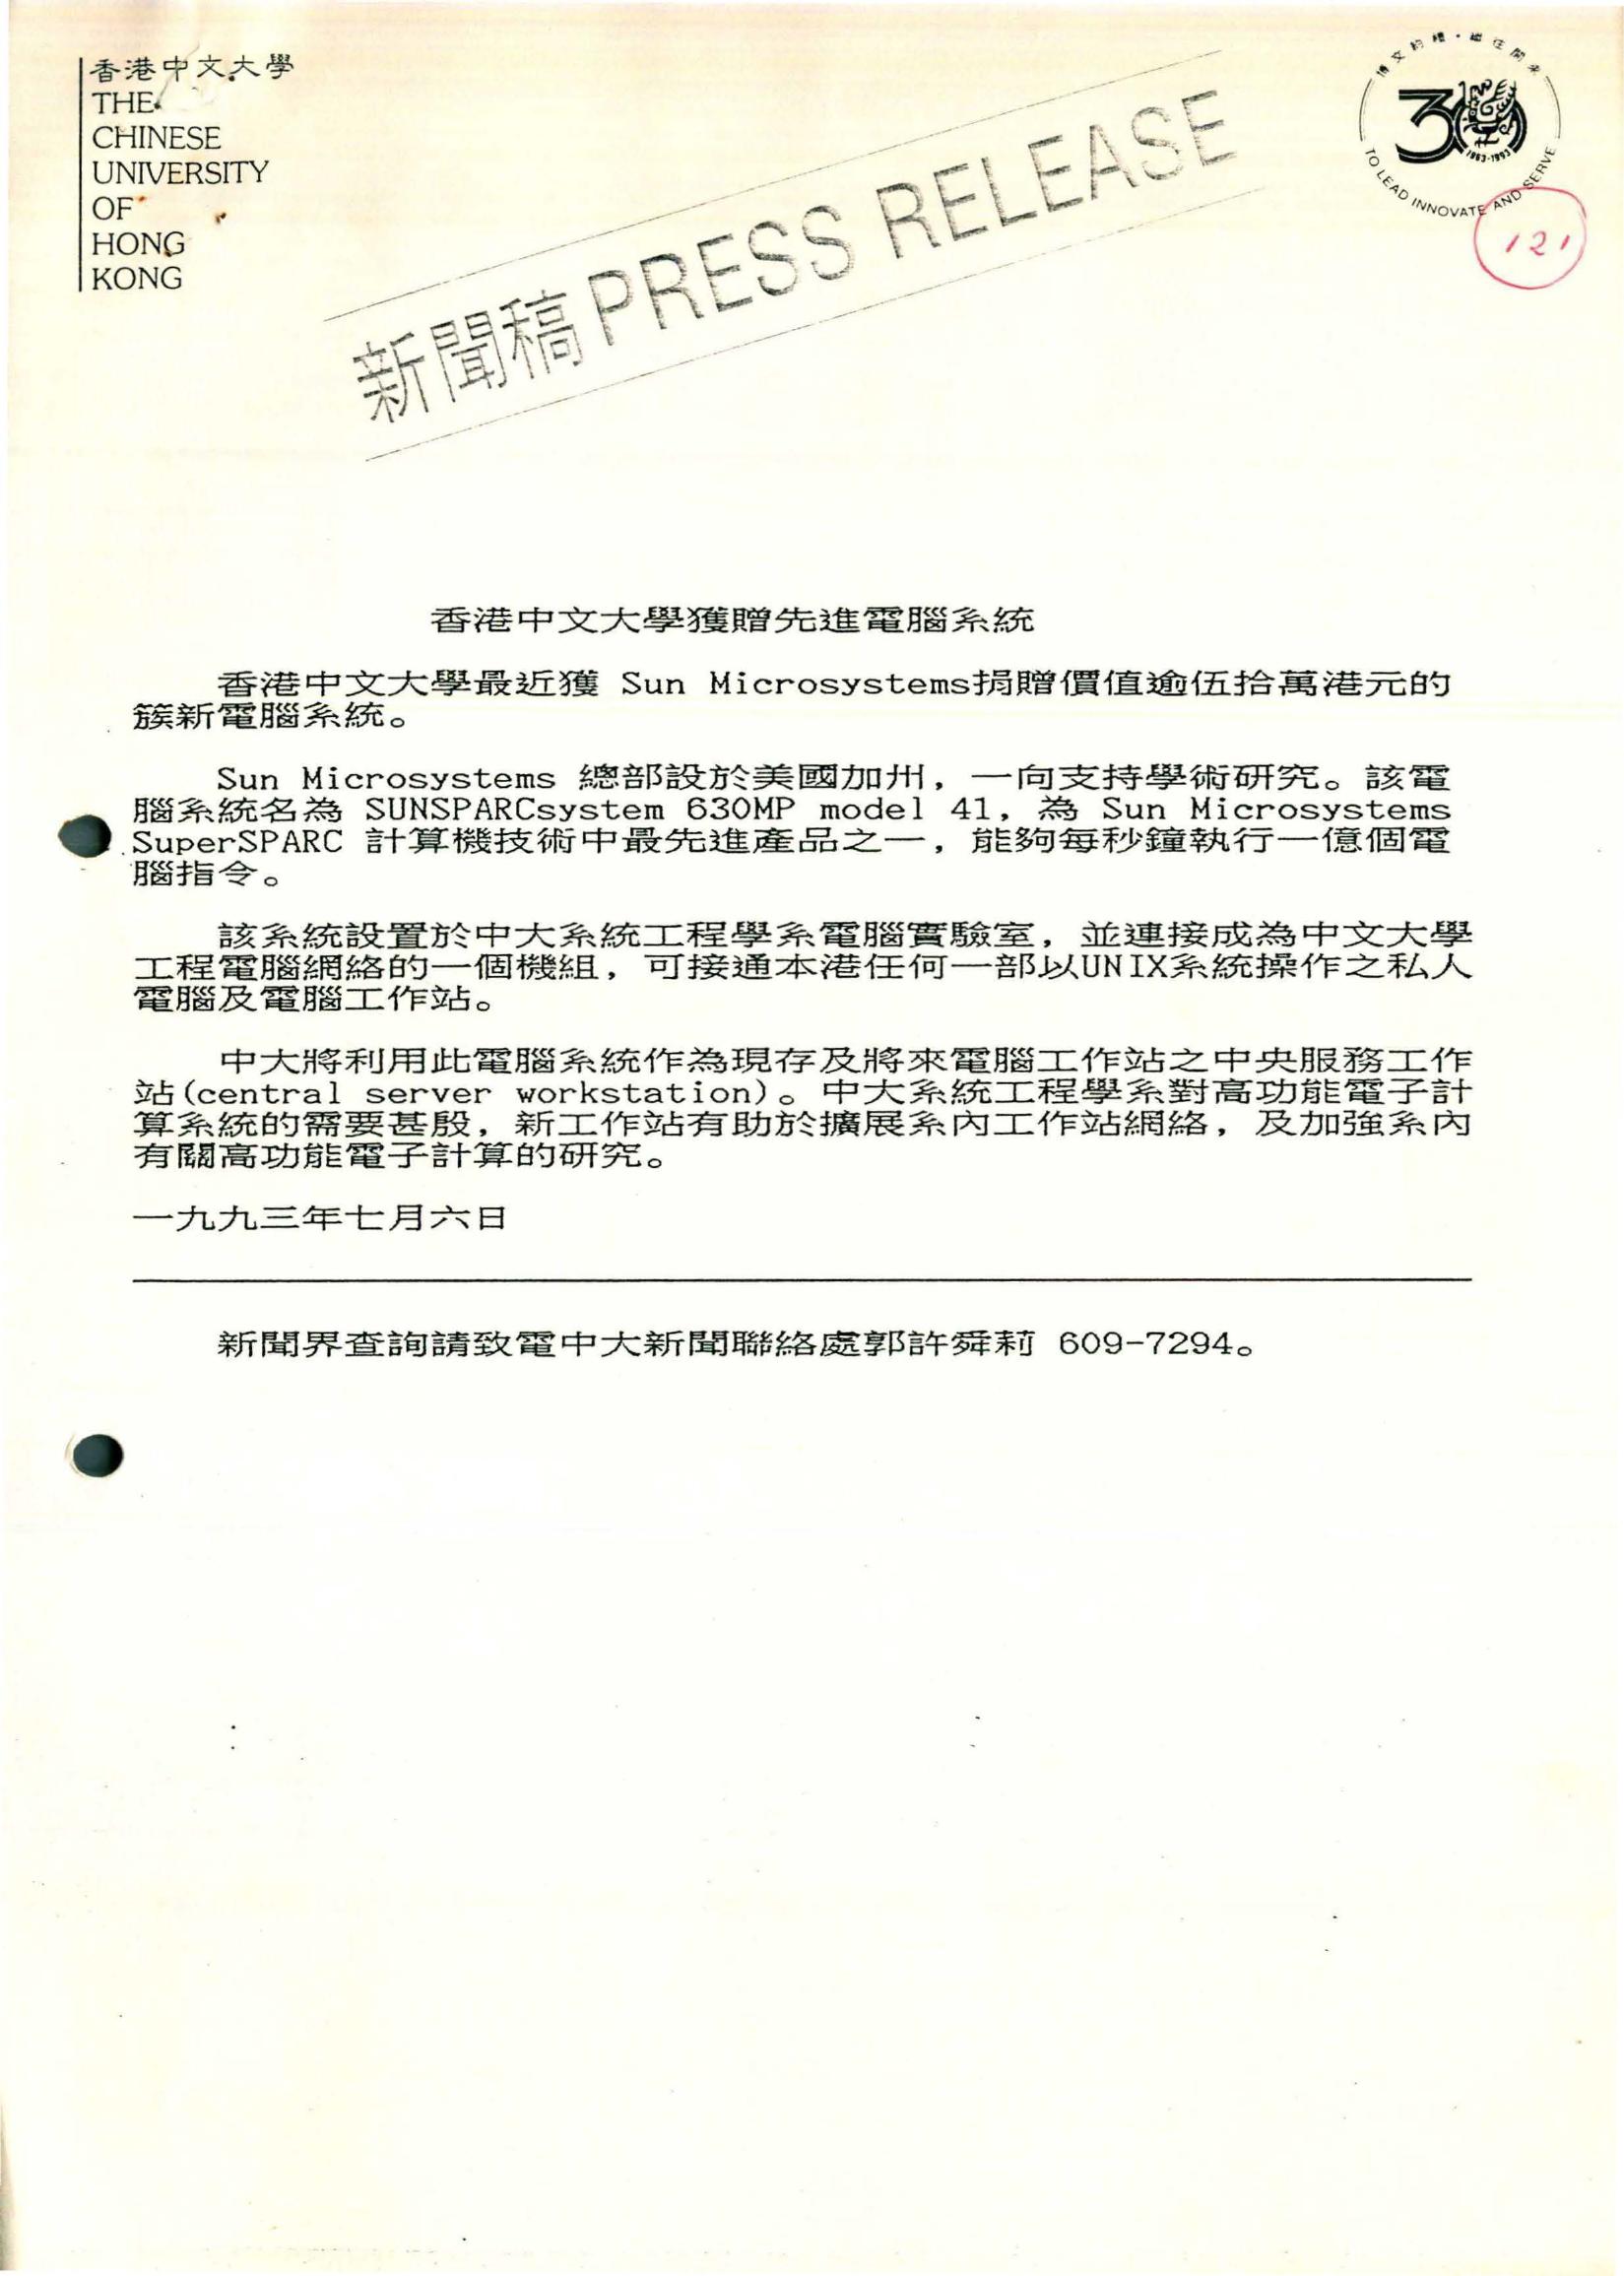 香港中文大學
THE
CHINESE
UNIVERSITY
OF
HONG
KONG
博文約禮·繼往開來
30
1963-1993
TO LEAD INNOVATE AND SERVE
121
新聞稿 PRESS RELEASE
香港中文大學獲贈先進電腦系統
香港中文大學最近獲 Sun Microsystems捐贈價值逾伍拾萬港元的
簇新電腦系統。
Sun Microsystems 總部設於美國加州，一向支持學術研究。該電
腦系統名為 SUNSPARCsystem 630MP model 41，為 Sun Microsystems
SuperSPARC 計算機技術中最先進產品之一，能夠每秒鐘執行一億個電
腦指令。
該系統設置於中大系統工程學系電腦實驗室，並連接成為中文大學
工程電腦網絡的一個機組，可接通本港任何一部以UNIX系統操作之私人
電腦及電腦工作站。
中大將利用此電腦系統作為現存及將來電腦工作站之中央服務工作
站(central server workstation)。中大系統工程學系對高功能電子計
算系統的需要甚殷，新工作站有助於擴展系內工作站網絡，及加強系內
有關高功能電子計算的研究。
一九九三年七月六日
新聞界查詢請致電中大新聞聯絡處郭許舜莉 609-7294。